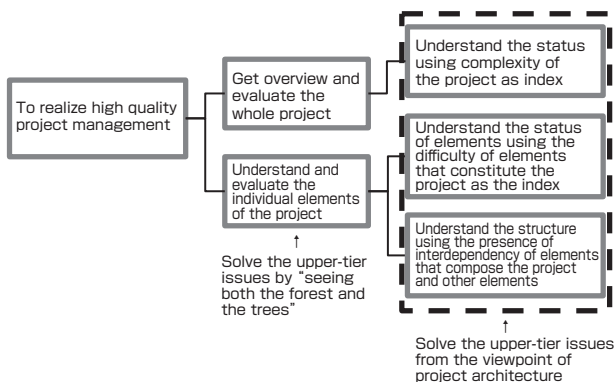 To realize high quality
project management
Get overview and
evaluate the
whole project
Understand and
evaluate the
individual elements
of the project
↑
Solve the upper-tier
issues by “seeing
both the forest and
the trees”
Understand the status
using complexity of
the project as index
Understand the status
of elements using the
difficulty of elements
that constitute the
project as the index
Understand the structure
using the presence of
interdependency of elements
that compose the project
and other elements
↑
Solve the upper-tier issues
from the viewpoint of
project architecture